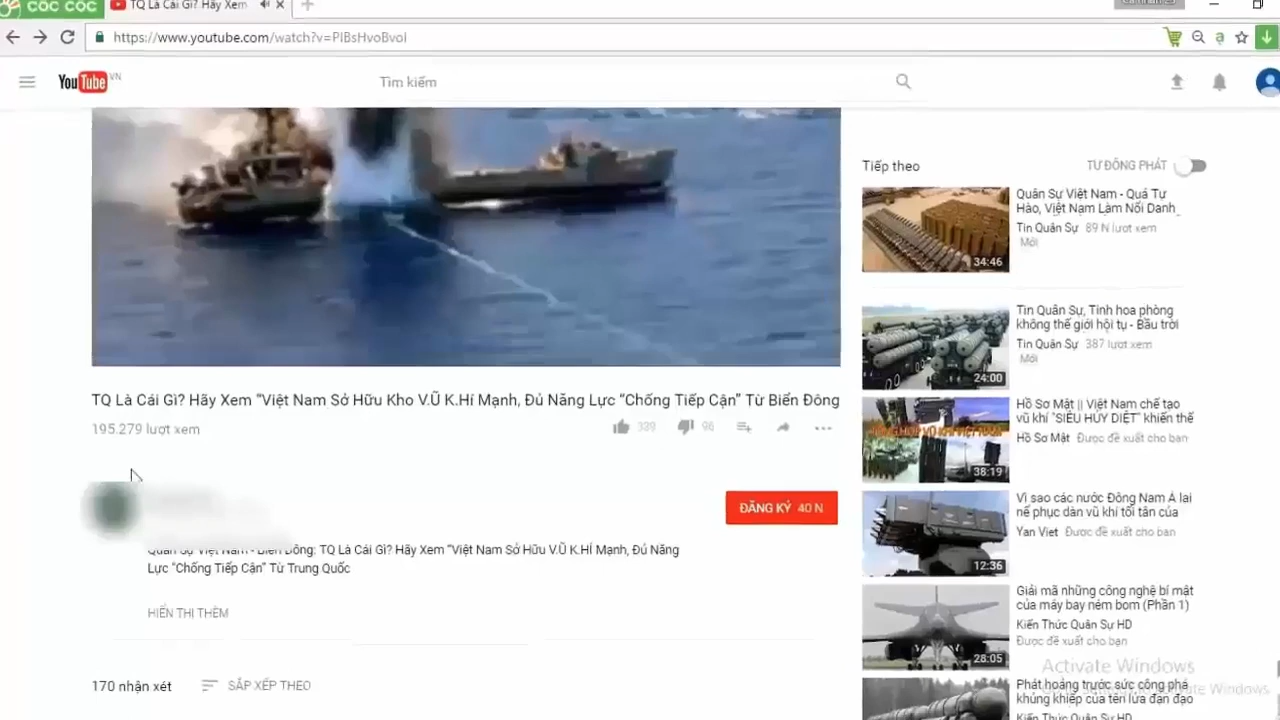 CỐC CỐC
TQ Là Cái Gì? Hãy Xem
https://www.youtube.com/watch?v=PIBsHvoBvoI
YouTube VN
Tìm kiếm
Tiếp theo
TỰ ĐỘNG PHÁT
Quân Sự Việt Nam - Quá Tự
Hào, Việt Nam Làm Nổi Danh
Tin Quân Sự 89 N lượt xem
Mới
34:46
Tin Quân Sự, Tinh hoa phòng
không thế giới hội tụ - Bầu trời
Tin Quân Sự 387 lượt xem
Mới
24:00
Hồ Sơ Mật || Việt Nam chế tạo
vũ khí "SIÊU HỦY DIỆT" khiến thế
Hồ Sơ Mật Được đề xuất cho bạn
38:19
Vì sao các nước Đông Nam Á lại
nể phục dàn vũ khí tối tân của
Yan Viet Được đề xuất cho bạn
12:36
Giải mã những công nghệ bí mật
của máy bay ném bom (Phần 1)
Kiến Thức Quân Sự HD
Được đề xuất cho bạn
28:05
Phát hoảng trước sức công phá
khủng khiếp của tên lửa đạn đạo
Kiến Thức Quân Sự HD
TQ Là Cái Gì? Hãy Xem “Việt Nam Sở Hữu Kho V.Ũ K.Hí Mạnh, Đủ Năng Lực “Chống Tiếp Cận” Từ Biển Đông
195.279 lượt xem
339
96
ĐĂNG KÝ 40 N
Quân Sự Việt Nam - Biển Đông: TQ Là Cái Gì? Hãy Xem “Việt Nam Sở Hữu V.Ũ K.HÍ Mạnh, Đủ Năng
Lực “Chống Tiếp Cận” Từ Trung Quốc
HIỂN THỊ THÊM
170 nhận xét
SẮP XẾP THEO
Activate Windows